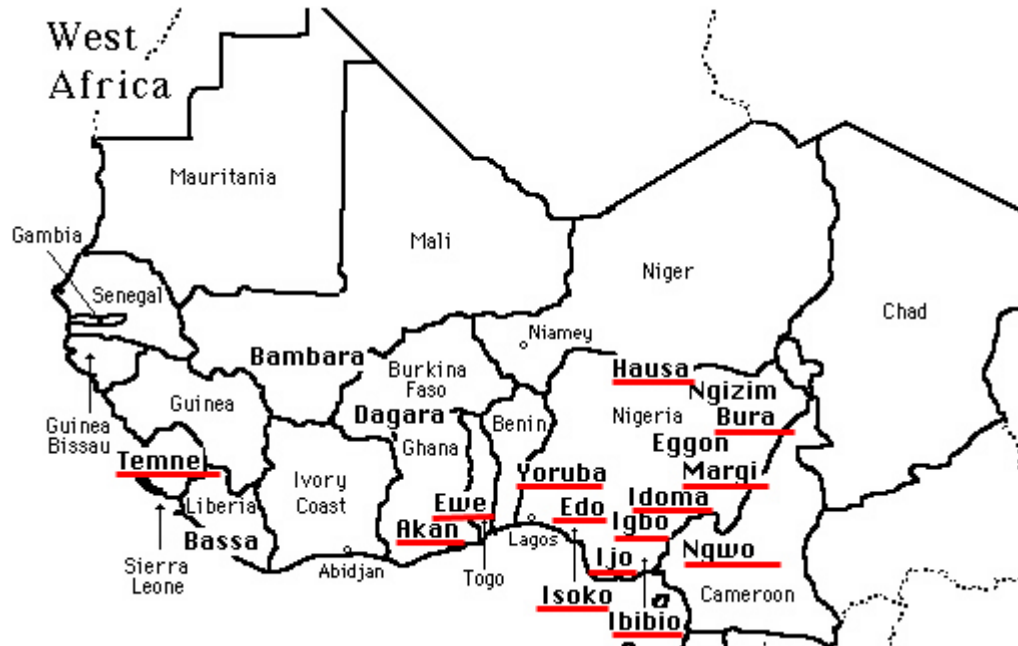 West
Africa
Mauritania
Gambia
Mali
Niger
Senegal
Chad
Niamey
Bambara
Burkina
Faso
Hausa
Ngizim
Guinea
Dagara
Benin
Nigeria
Bura
Guinea
Bissau
Ghana
Eggon
Temne
Ivory
Coast
Yoruba
Margi
Liberia
Ewe
Edo
Idoma
Igbo
Bassa
Akan
Lagos
Ijo
Ngwo
Sierra
Leone
Abidjan
Togo
Isoko
Cameroon
Ibibio